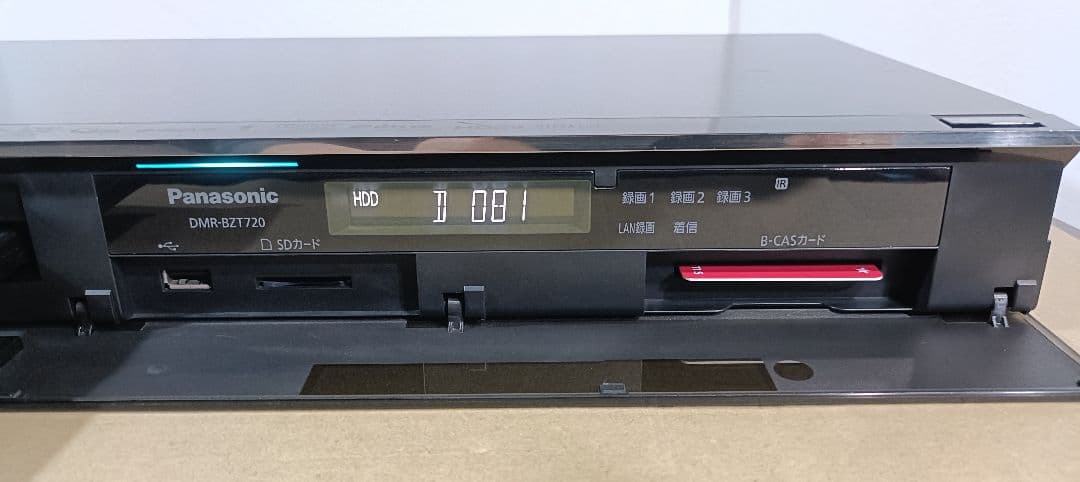 Panasonic
DMR-BZT720
SDカード
HDD
D 081
録画1 録画2 録画3
IR
LAN録画 着信
B-CASカード